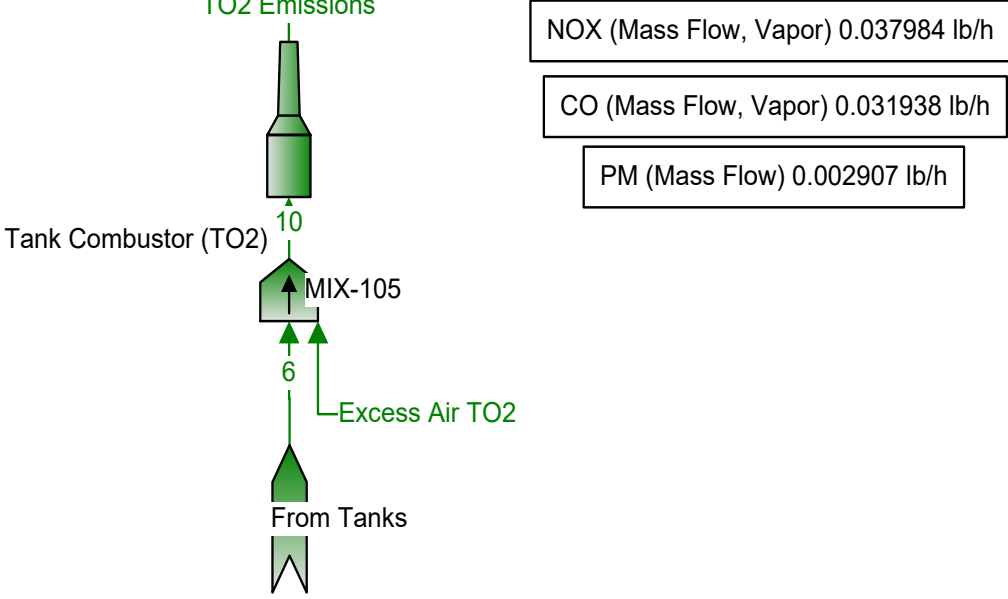 TO2 Emissions
NOX (Mass Flow, Vapor) 0.037984 lb/h
CO (Mass Flow, Vapor) 0.031938 lb/h
PM (Mass Flow) 0.002907 lb/h
10
Tank Combustor (TO2)
MIX-105
6
Excess Air TO2
From Tanks